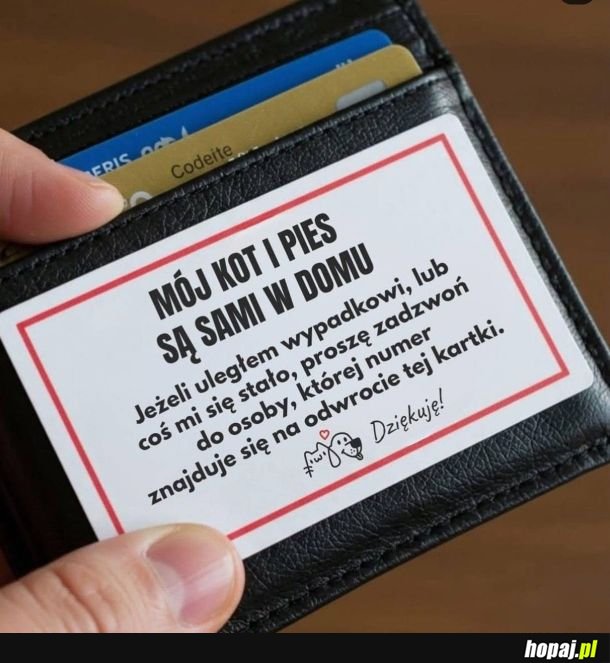 ERIS
Codeite
MÓJ KOT I PIES
SĄ SAMI W DOMU
Jeżeli uległem wypadkowi, lub
coś mi się stało, proszę zadzwoń
do osoby, której numer
znajduje się na odwrocie tej kartki.
Dziękuję!
hopaj.pl